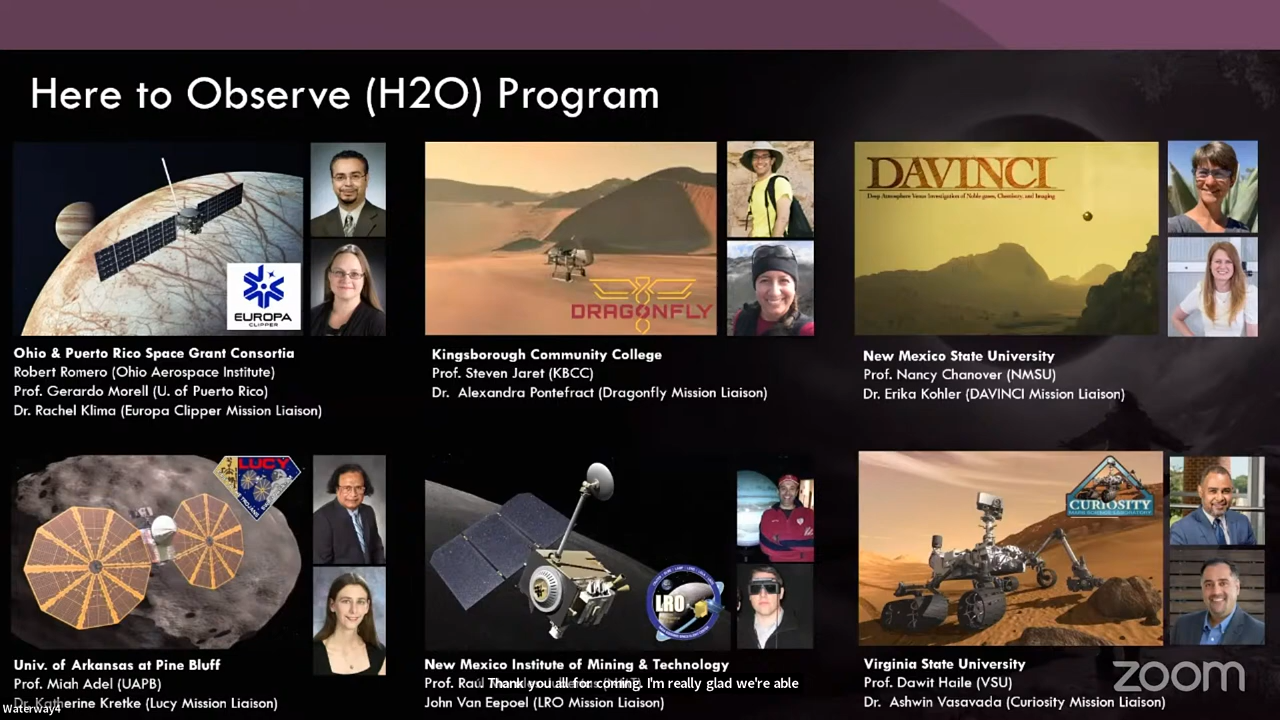 Here to Observe (H2O) Program
EUROPA
CLIPPER
Ohio & Puerto Rico Space Grant Consortia
Robert Romero (Ohio Aerospace Institute)
Prof. Gerardo Morell (U. of Puerto Rico)
Dr. Rachel Klima (Europa Clipper Mission Liaison)
DRAGONFLY
Kingsborough Community College
Prof. Steven Jaret (KBCC)
Dr. Alexandra Pontefract (Dragonfly Mission Liaison)
DAVINCI
Deep Atmosphere Venus Investigation of Noble gases, Chemistry, and Imaging
New Mexico State University
Prof. Nancy Chanover (NMSU)
Dr. Erika Kohler (DAVINCI Mission Liaison)
LUCY
Univ. of Arkansas at Pine Bluff
Prof. Miah Adel (UAPB)
Dr. Katherine Kretke (Lucy Mission Liaison)
Waterway4
LRO
New Mexico Institute of Mining & Technology
Prof. Raú
Thank you all for coming. I'm really glad we're able
John Van Eepoel (LRO Mission Liaison)
CURIOSITY
MARS SCIENCE LABORATORY
Virginia State University
Prof. Dawit Haile (VSU)
Dr. Ashwin Vasavada (Curiosity Mission Liaison)
zoom